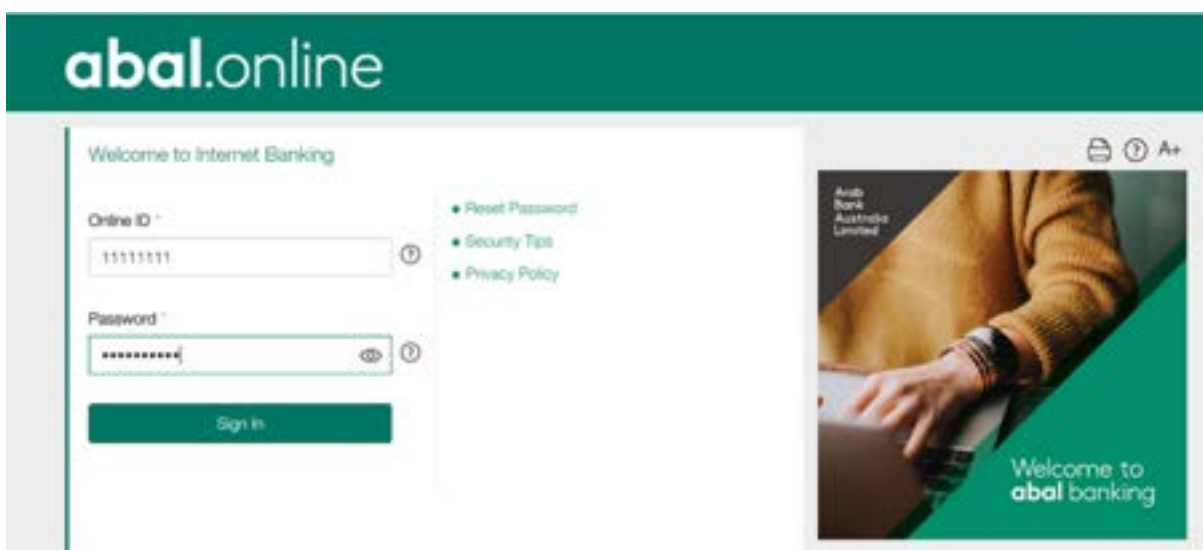 abal.online
Welcome to Internet Banking
A+
Online ID *
11111111
Password *
••••••••••
Sign In
• Reset Password
• Security Tips
• Privacy Policy
Arab
Bank
Australia
Limited
Welcome to
abal banking